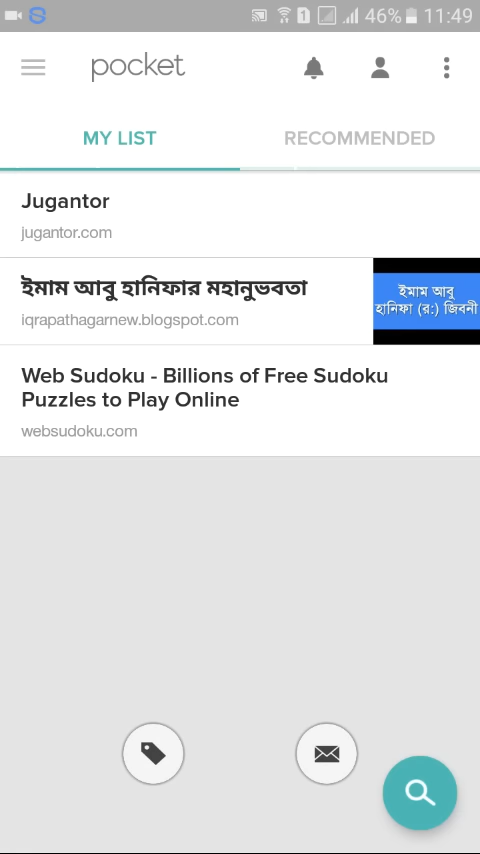 46% 11:49
pocket
MY LIST
RECOMMENDED
Jugantor
jugantor.com
ইমাম আবু হানিফার মহানুভবতা
iqrapathagarnew.blogspot.com
ইমাম আবু
হানিফা (র:) জিবনী
Web Sudoku - Billions of Free Sudoku
Puzzles to Play Online
websudoku.com